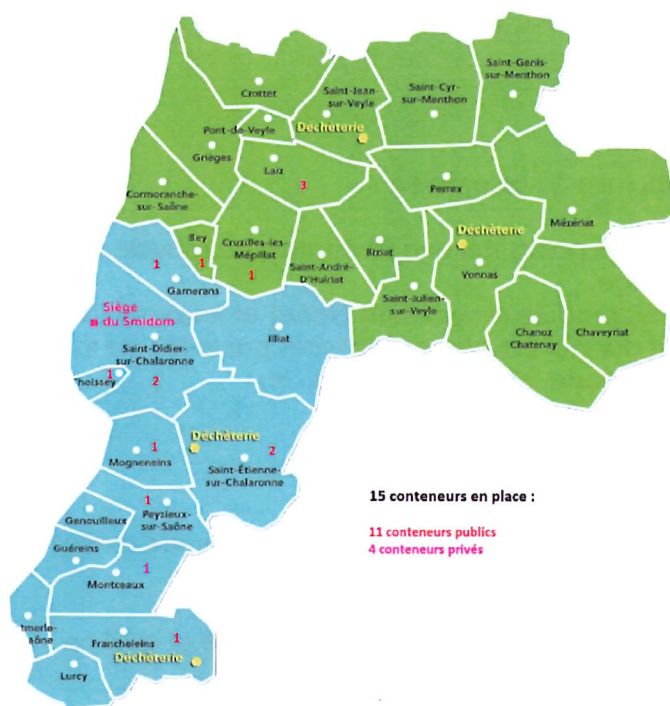 Saint-Genis-
sur-Menthon
Crottet
Saint-Jean-
sur-Veyle
Saint-Cyr-
sur-Menthon
Pont-de-Veyle
Déchèterie
Grièges
Laiz
3
Perrex
Cormoranche-
sur-Saône
Mézériat
Bey
1
Cruzilles-les-
Mépillat
1
Déchèterie
Biziat
Vonnas
1
Garnerans
Saint-André-
D'Huiriat
Saint-Julien-
sur-Veyle
Siège
du Smidom
Chanoz
Chatenay
Chaveyriat
Illiat
Saint-Didier-
sur-Chalaronne
1
Thoissey
2
Déchèterie
1
Mogneneins
2
Saint-Étienne-
sur-Chalaronne
1
Peyzieux-
sur-Saône
15 conteneurs en place :
Genouilleux
11 conteneurs publics
4 conteneurs privés
Guéreins
1
Montceaux
tmerle-
aône
Francheleins
1
Déchèterie
Lurcy